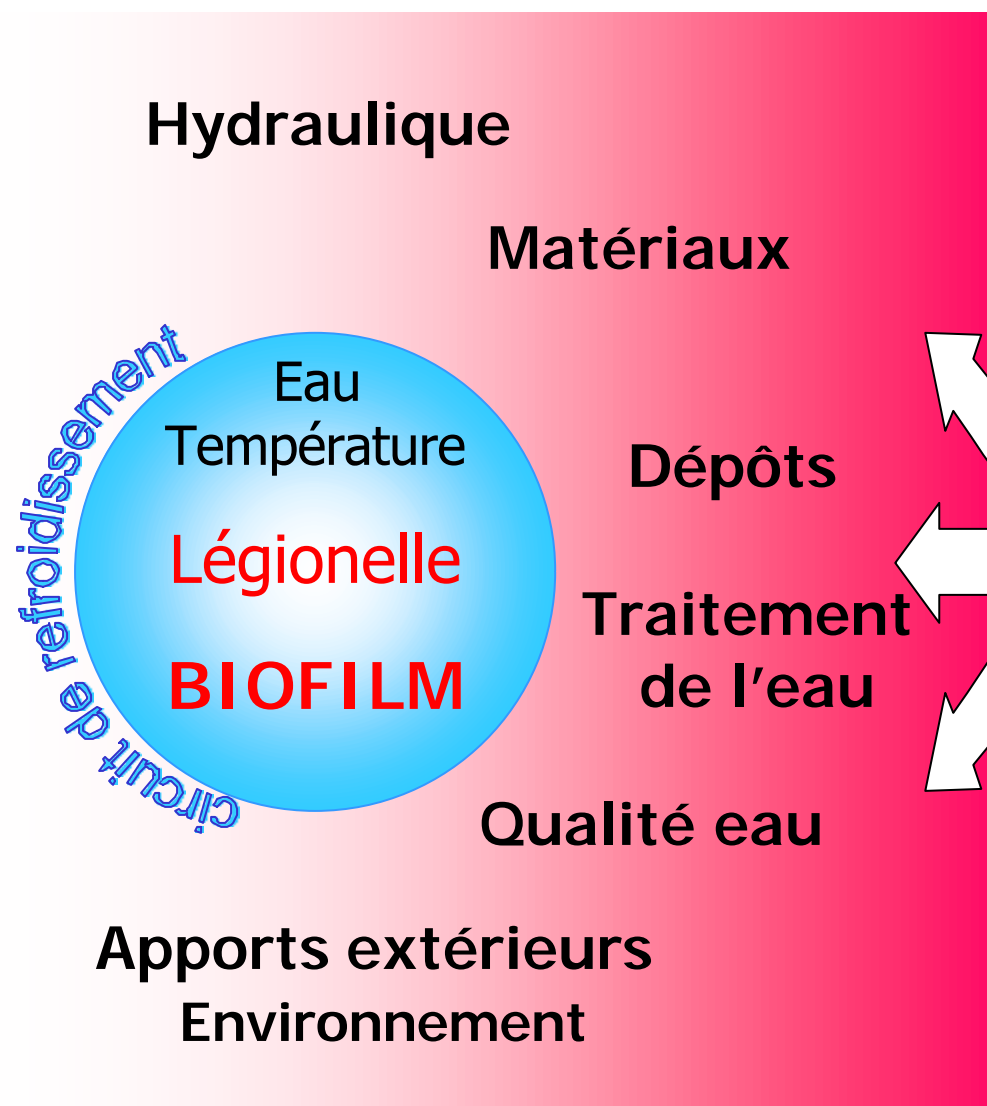 Hydraulique
Matériaux
circuit de refroidissement
Eau
Température
Légionelle
BIOFILM
Dépôts
Traitement
de l'eau
Qualité eau
Apports extérieurs
Environnement